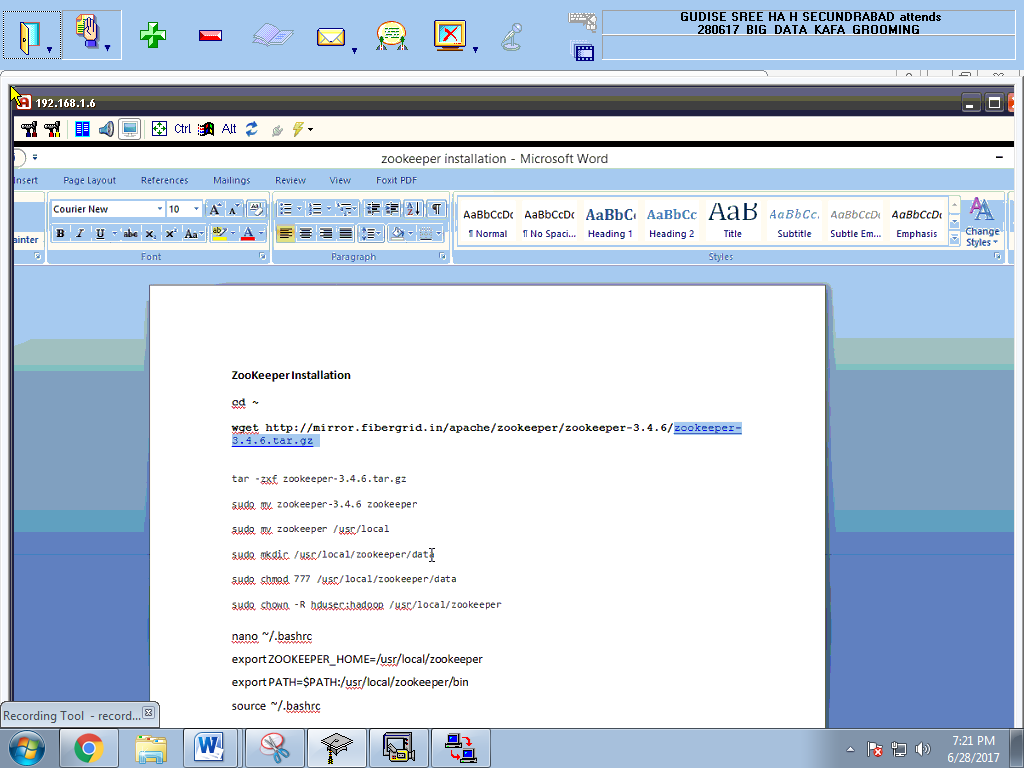 GUDISE SREE HA H SECUNDRABAD attends
280617 BIG DATA KAFA GROOMING
192.168.1.6
Ctrl Alt
zookeeper installation - Microsoft Word
Insert Page Layout References Mailings Review View Foxit PDF
Courier New 10
AaBbCcDc AaBbCcDc AaBbC AaBbCc AaB AaBbCc. AaBbCcDc AaBbCcDc
¶ Normal ¶ No Spaci... Heading 1 Heading 2 Title Subtitle Subtle Em... Emphasis
Change Styles
ainter
Font Paragraph Styles
ZooKeeper Installation
cd ~
wget http://mirror.fibergrid.in/apache/zookeeper/zookeeper-3.4.6/zookeeper-
3.4.6.tar.gz
tar -zxf zookeeper-3.4.6.tar.gz
sudo mv zookeeper-3.4.6 zookeeper
sudo mv zookeeper /usr/local
sudo mkdir /usr/local/zookeeper/data
sudo chmod 777 /usr/local/zookeeper/data
sudo chown -R hduser:hadoop /usr/local/zookeeper
nano ~/.bashrc
export ZOOKEEPER_HOME=/usr/local/zookeeper
export PATH=$PATH:/usr/local/zookeeper/bin
source ~/.bashrc
Recording Tool - record...
7:21 PM
6/28/2017